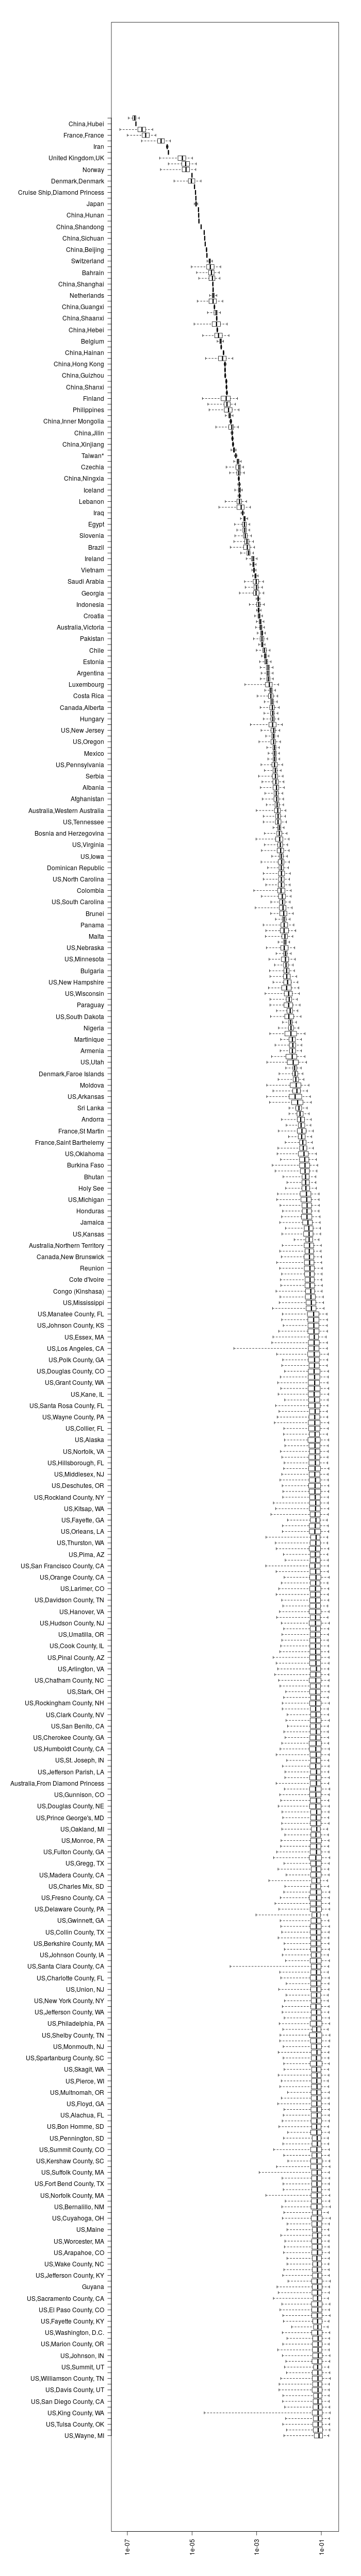 China,Hubei
France,France
Iran
United Kingdom,UK
Norway
Denmark,Denmark
Cruise Ship,Diamond Princess
Japan
China,Hunan
China,Shandong
China,Sichuan
China,Beijing
Switzerland
Bahrain
China,Shanghai
Netherlands
China,Guangxi
China,Shaanxi
China,Hebei
Belgium
China,Hainan
China,Hong Kong
China,Guizhou
China,Shanxi
Finland
Philippines
China,Inner Mongolia
China,Jilin
China,Xinjiang
Taiwan*
Czechia
China,Ningxia
Iceland
Lebanon
Iraq
Egypt
Slovenia
Brazil
Ireland
Vietnam
Saudi Arabia
Georgia
Indonesia
Croatia
Australia,Victoria
Pakistan
Chile
Estonia
Argentina
Luxembourg
Costa Rica
Canada,Alberta
Hungary
US,New Jersey
US,Oregon
Mexico
US,Pennsylvania
Serbia
Albania
Afghanistan
Australia,Western Australia
US,Tennessee
Bosnia and Herzegovina
US,Virginia
US,Iowa
Dominican Republic
US,North Carolina
Colombia
US,South Carolina
Brunei
Panama
Malta
US,Nebraska
US,Minnesota
Bulgaria
US,New Hampshire
US,Wisconsin
Paraguay
US,South Dakota
Nigeria
Martinique
Armenia
US,Utah
Denmark,Faroe Islands
Moldova
US,Arkansas
Sri Lanka
Andorra
France,St Martin
France,Saint Barthelemy
US,Oklahoma
Burkina Faso
Bhutan
Holy See
US,Michigan
Honduras
Jamaica
US,Kansas
Australia,Northern Territory
Canada,New Brunswick
Reunion
Cote d'Ivoire
Congo (Kinshasa)
US,Mississippi
US,Manatee County, FL
US,Johnson County, KS
US,Essex, MA
US,Los Angeles, CA
US,Polk County, GA
US,Douglas County, CO
US,Grant County, WA
US,Kane, IL
US,Santa Rosa County, FL
US,Wayne County, PA
US,Collier, FL
US,Alaska
US,Norfolk, VA
US,Hillsborough, FL
US,Middlesex, NJ
US,Deschutes, OR
US,Rockland County, NY
US,Kitsap, WA
US,Fayette, GA
US,Orleans, LA
US,Thurston, WA
US,Pima, AZ
US,San Francisco County, CA
US,Orange County, CA
US,Larimer, CO
US,Davidson County, TN
US,Hanover, VA
US,Hudson County, NJ
US,Umatilla, OR
US,Cook County, IL
US,Pinal County, AZ
US,Arlington, VA
US,Chatham County, NC
US,Stark, OH
US,Rockingham County, NH
US,Clark County, NV
US,San Benito, CA
US,Cherokee County, GA
US,Humboldt County, CA
US,St. Joseph, IN
US,Jefferson Parish, LA
Australia,From Diamond Princess
US,Gunnison, CO
US,Douglas County, NE
US,Prince George's, MD
US,Oakland, MI
US,Monroe, PA
US,Fulton County, GA
US,Gregg, TX
US,Madera County, CA
US,Charles Mix, SD
US,Fresno County, CA
US,Delaware County, PA
US,Gwinnett, GA
US,Collin County, TX
US,Berkshire County, MA
US,Johnson County, IA
US,Santa Clara County, CA
US,Charlotte County, FL
US,Union, NJ
US,New York County, NY
US,Jefferson County, WA
US,Philadelphia, PA
US,Shelby County, TN
US,Monmouth, NJ
US,Spartanburg County, SC
US,Skagit, WA
US,Pierce, WI
US,Multnomah, OR
US,Floyd, GA
US,Alachua, FL
US,Bon Homme, SD
US,Pennington, SD
US,Summit County, CO
US,Kershaw County, SC
US,Suffolk County, MA
US,Fort Bend County, TX
US,Norfolk County, MA
US,Bernalillo, NM
US,Cuyahoga, OH
US,Maine
US,Worcester, MA
US,Arapahoe, CO
US,Wake County, NC
US,Jefferson County, KY
Guyana
US,Sacramento County, CA
US,El Paso County, CO
US,Fayette County, KY
US,Washington, D.C.
US,Marion County, OR
US,Johnson, IN
US,Summit, UT
US,Williamson County, TN
US,Davis County, UT
US,San Diego County, CA
US,King County, WA
US,Tulsa County, OK
US,Wayne, MI
1e-07
1e-05
1e-03
1e-01